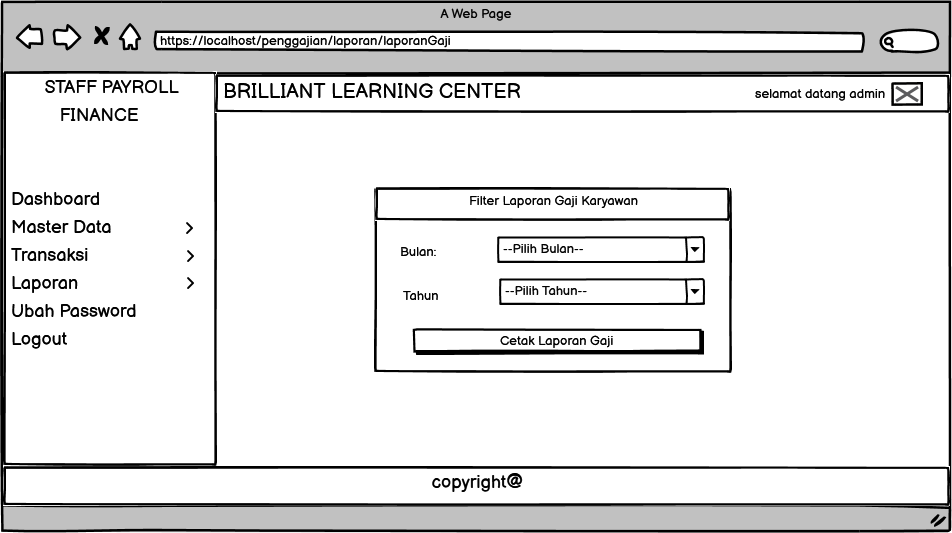 A Web Page
https://localhost/penggajian/laporan/laporanGaji
STAFF PAYROLL
FINANCE
BRILLIANT LEARNING CENTER
selamat datang admin
Dashboard
Master Data
Transaksi
Laporan
Ubah Password
Logout
Filter Laporan Gaji Karyawan
Bulan:
--Pilih Bulan--
Tahun
--Pilih Tahun--
Cetak Laporan Gaji
copyright@